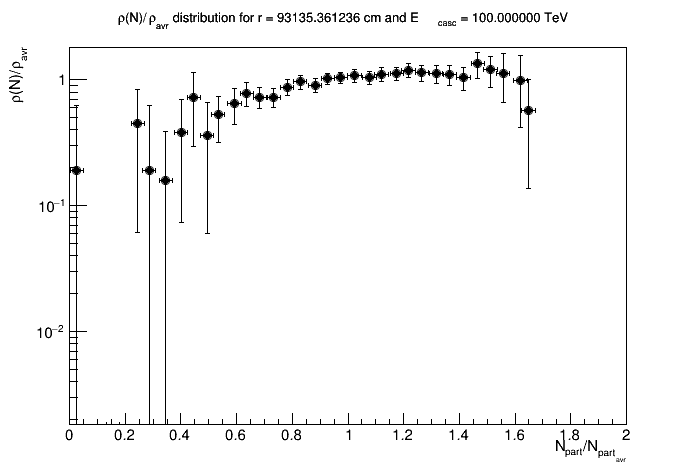 ρ(N)/ρavr distribution for r = 93135.361236 cm and E casc = 100.000000 TeV
ρ(N)/ρavr
1
10−1
10−2
0 0.2 0.4 0.6 0.8 1 1.2 1.4 1.6 1.8 2
Npart/Npartavr